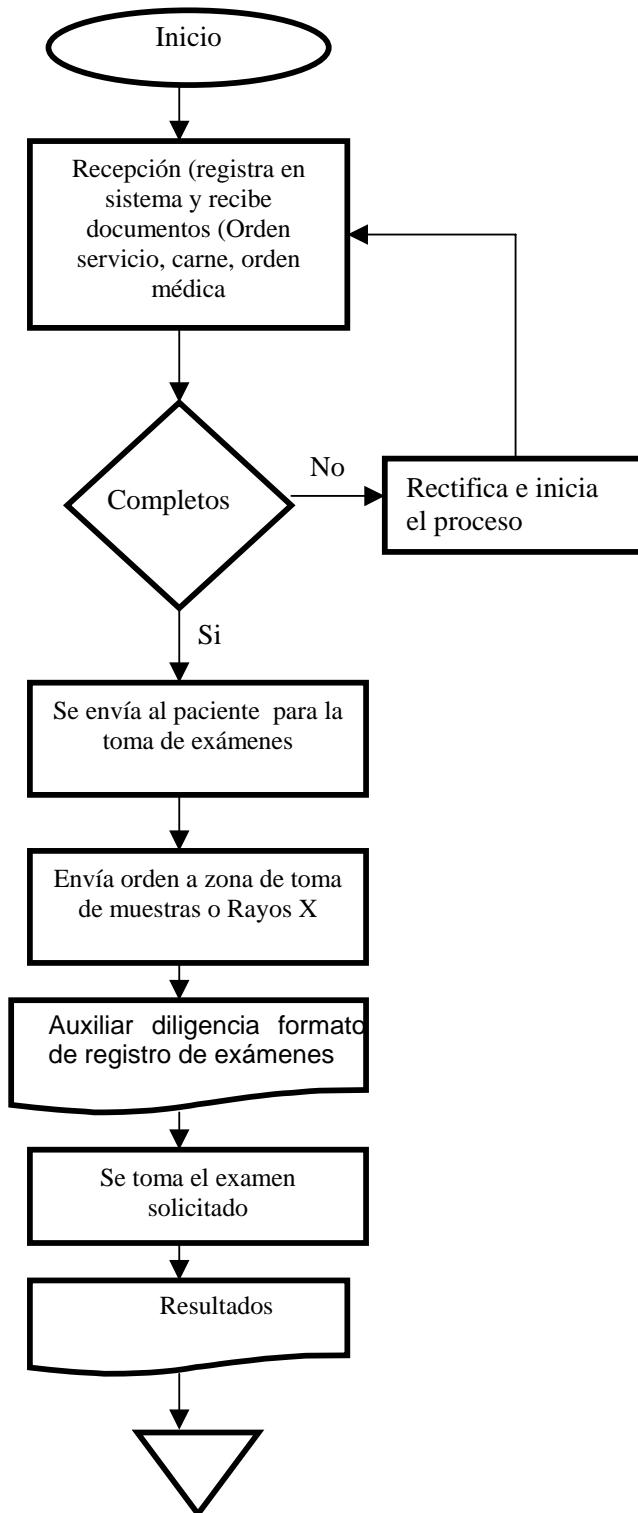 Inicio
Recepción (registra en
sistema y recibe
documentos (Orden
servicio, carne, orden
médica
Completos
No
Rectifica e inicia
el proceso
Si
Se envía al paciente para la
toma de exámenes
Envía orden a zona de toma
de muestras o Rayos X
Auxiliar diligencia formato
de registro de exámenes
Se toma el examen
solicitado
Resultados